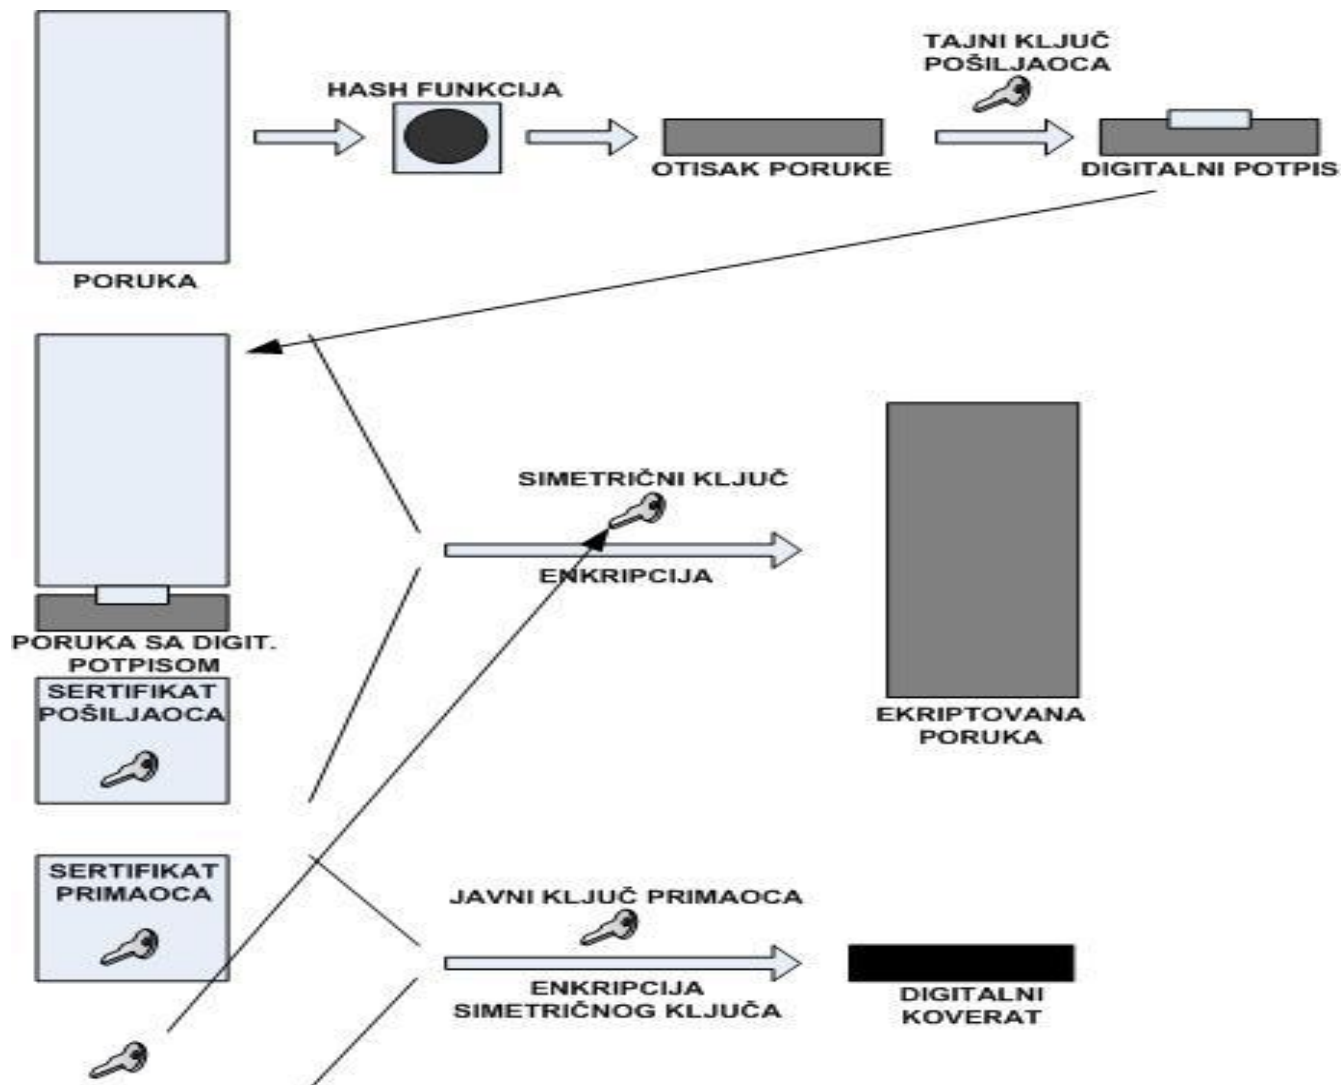 TAJNI KLJUČ
POŠILJAOCA
HASH FUNKCIJA
OTISAK PORUKE
DIGITALNI POTPIS
PORUKA
SIMETRIČNI KLJUČ
ENKRIPCIJA
PORUKA SA DIGIT.
POTPISOM
SERTIFIKAT
POŠILJAOCA
EKRIPTOVANA
PORUKA
SERTIFIKAT
PRIMAOCA
JAVNI KLJUČ PRIMAOCA
ENKRIPCIJA
SIMETRIČNOG KLJUČA
DIGITALNI
KOVERAT